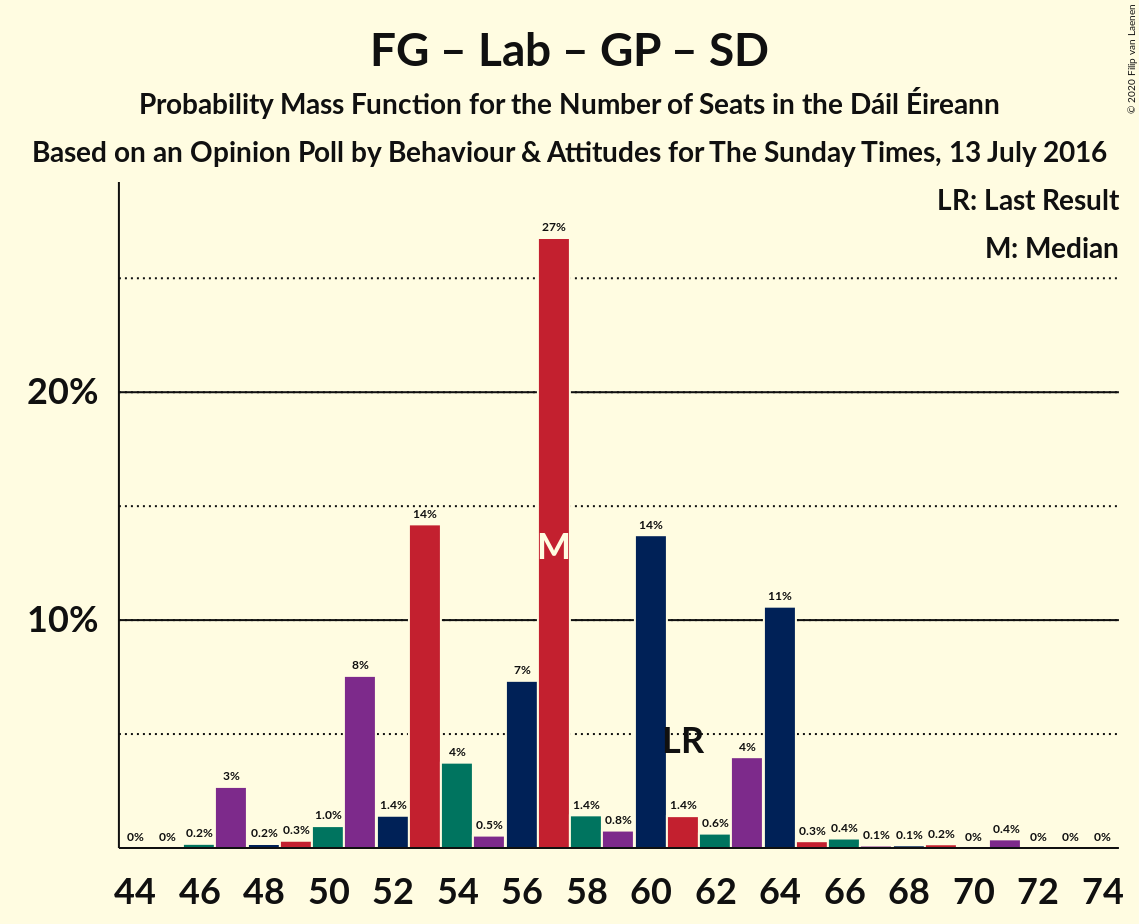 FG – Lab – GP – SD
Probability Mass Function for the Number of Seats in the Dáil Éireann
Based on an Opinion Poll by Behaviour & Attitudes for The Sunday Times, 13 July 2016
© 2020 Filip van Laenen
LR: Last Result
M: Median
20%
10%
0% 0% 0.2% 3% 0.2% 0.3% 1.0% 8% 1.4% 14% 4% 0.5% 7% 27% 1.4% 0.8% 14% 1.4% 0.6% 4% 11% 0.3% 0.4% 0.1% 0.1% 0.2% 0% 0.4% 0% 0% 0%
M
LR
44 46 48 50 52 54 56 58 60 62 64 66 68 70 72 74